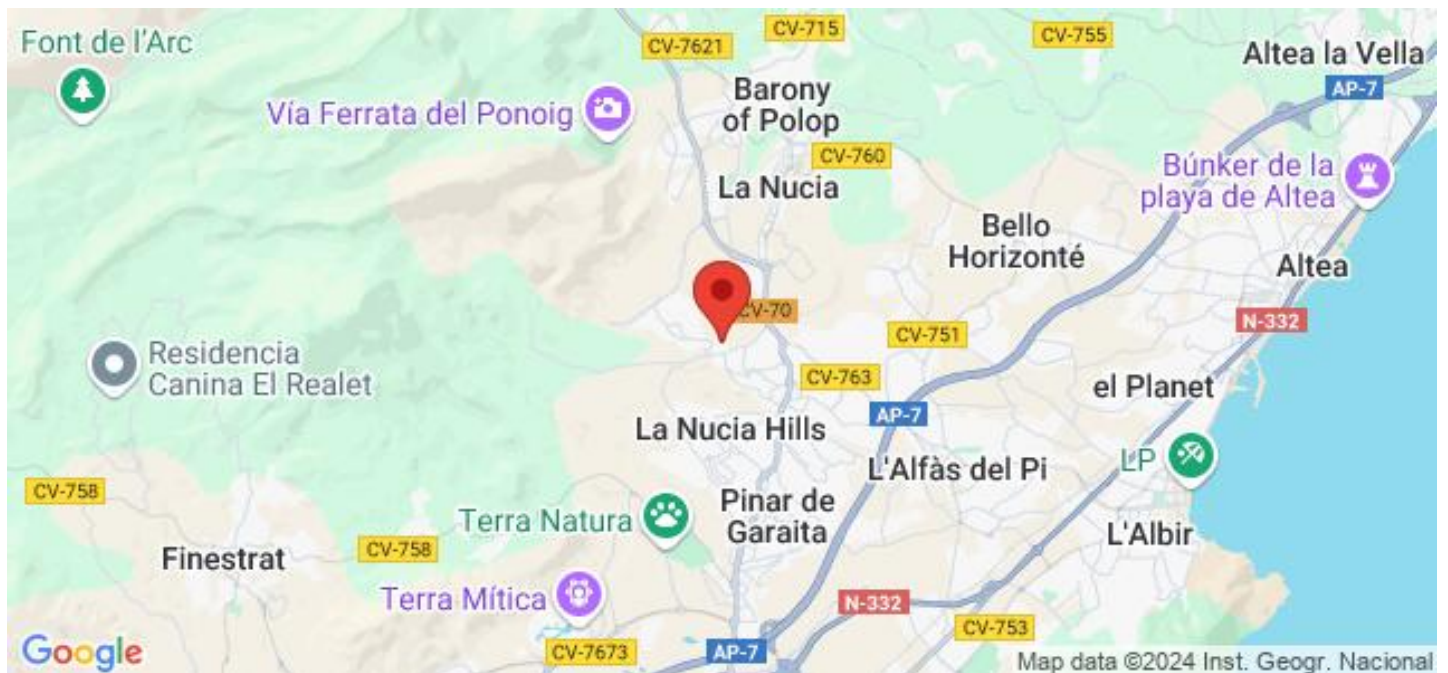 Font de l'Arc
CV-7621
CV-715
CV-755
Altea la Vella
AP-7
Vía Ferrata del Ponoig
Barony
of Polop
CV-760
La Nucia
Búnker de la
playa de Altea
Bello
Horizonté
Altea
CV-70
N-332
CV-751
Residencia
Canina El Realet
CV-763
el Planet
AP-7
La Nucia Hills
LP
L'Alfàs del Pi
CV-758
Terra Natura
Pinar de
Garaita
L'Albir
CV-758
Finestrat
Terra Mítica
N-332
CV-753
CV-7673
AP-7
Google
Map data ©2024 Inst. Geogr. Nacional